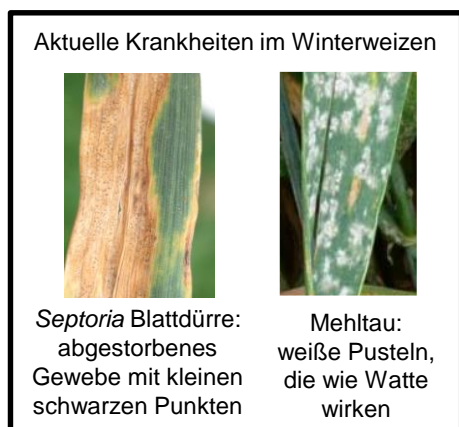 Aktuelle Krankheiten im Winterweizen
Septoria Blattdürre:
abgestorbenes
Gewebe mit kleinen
schwarzen Punkten
Mehltau:
weiße Pusteln,
die wie Watte
wirken